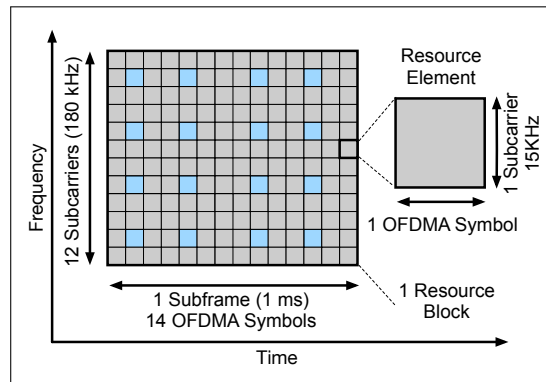 Resource
Element
Frequency
12 Subcarriers (180 kHz)
1 Subcarrier
15KHz
1 OFDMA Symbol
1 Subframe (1 ms)
14 OFDMA Symbols
1 Resource
Block
Time